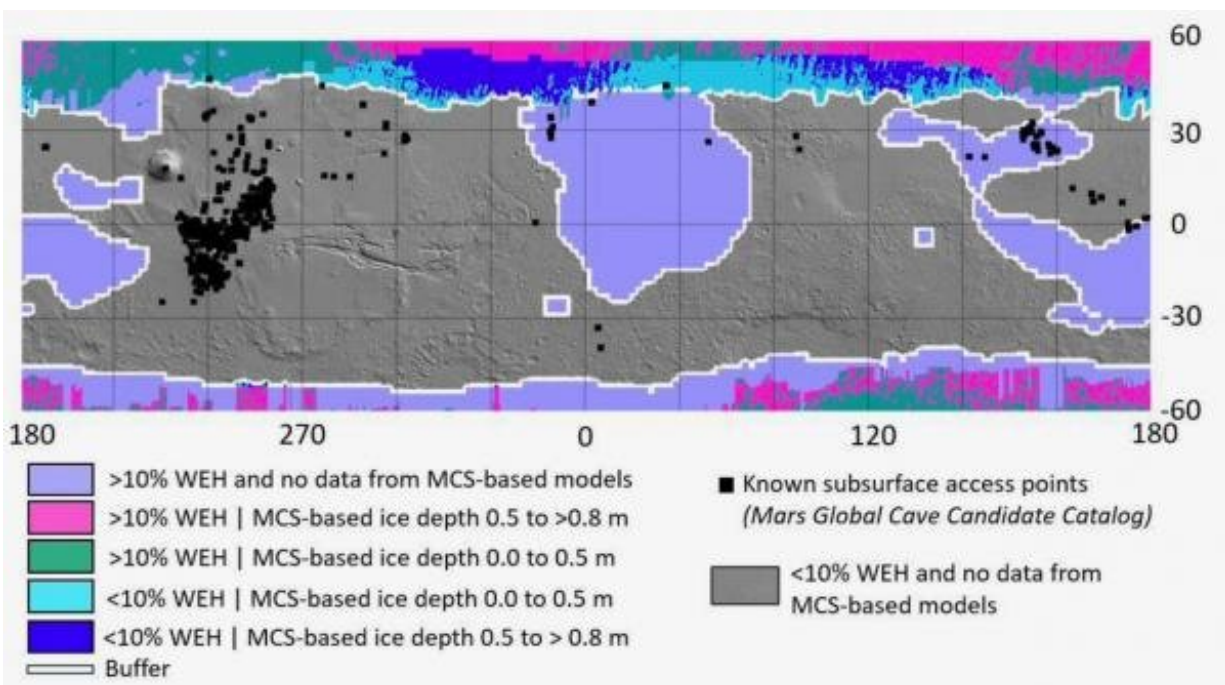 60
30
0
-30
-60
180 270 0 120 180
>10% WEH and no data from MCS-based models
>10% WEH | MCS-based ice depth 0.5 to >0.8 m
>10% WEH | MCS-based ice depth 0.0 to 0.5 m
<10% WEH | MCS-based ice depth 0.0 to 0.5 m
<10% WEH | MCS-based ice depth 0.5 to > 0.8 m
Buffer
Known subsurface access points
(Mars Global Cave Candidate Catalog)
<10% WEH and no data from
MCS-based models